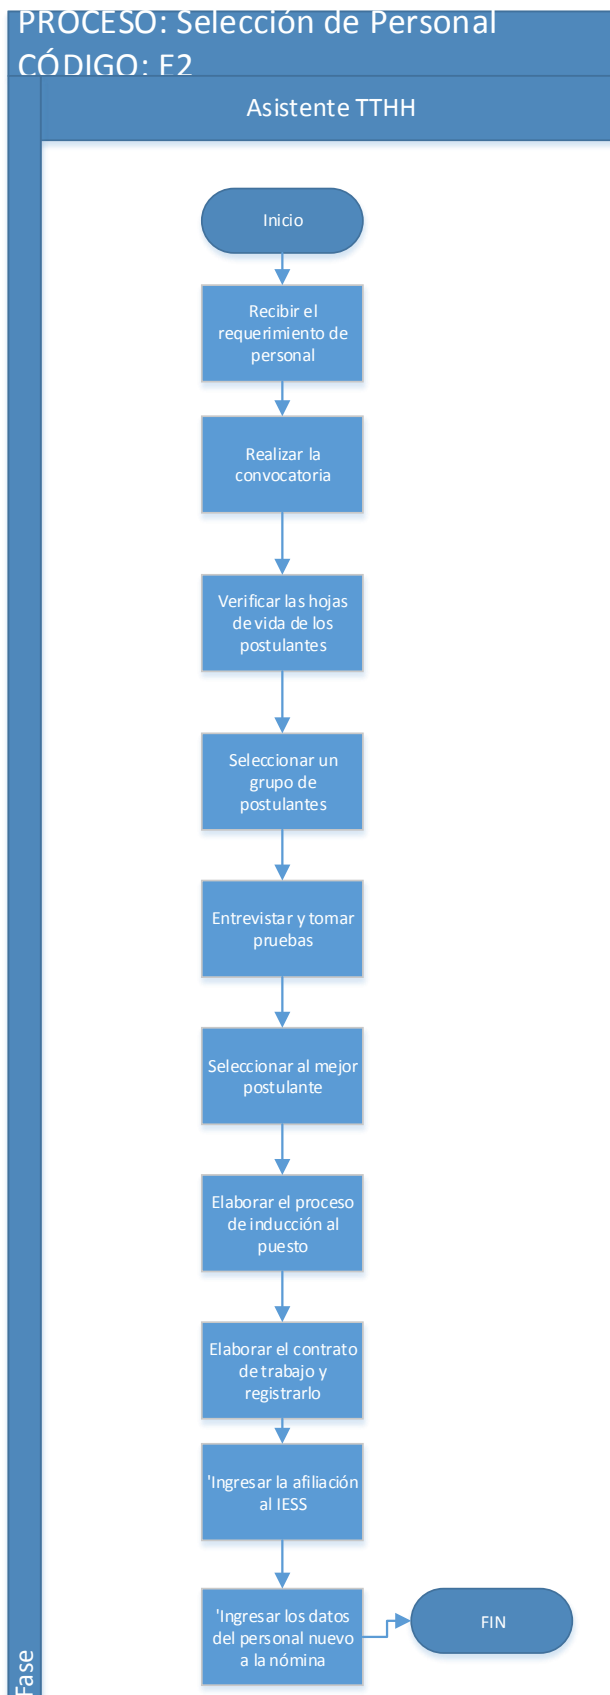 PROCESO: Selección de Personal
CÓDIGO: F2
Asistente TTHH
Inicio
Recibir el
requerimiento de
personal
Realizar la
convocatoria
Verificar las hojas
de vida de los
postulantes
Seleccionar un
grupo de
postulantes
Entrevistar y tomar
pruebas
Seleccionar al mejor
postulante
Elaborar el proceso
de inducción al
puesto
Elaborar el contrato
de trabajo y
registrarlo
'Ingresar la afiliación
al IESS
'Ingresar los datos
del personal nuevo
a la nómina
FIN
Fase